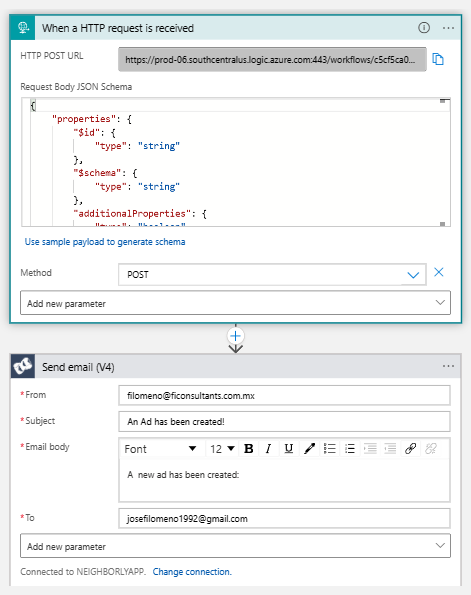 When a HTTP request is received
HTTP POST URL
https://prod-06.southcentralus.logic.azure.com:443/workflows/c5cf5ca0...
Request Body JSON Schema
{
"properties": {
"$id": {
"type": "string"
},
"$schema": {
"type": "string"
},
"additionalProperties": {
"type": "boolean"
Use sample payload to generate schema
Method
POST
Add new parameter
Send email (V4)
* From
filomeno@ficonsultants.com.mx
* Subject
An Ad has been created!
* Email body
Font 12 B I U
A new ad has been created:
* To
josefilomeno1992@gmail.com
Add new parameter
Connected to NEIGHBORLYAPP. Change connection.